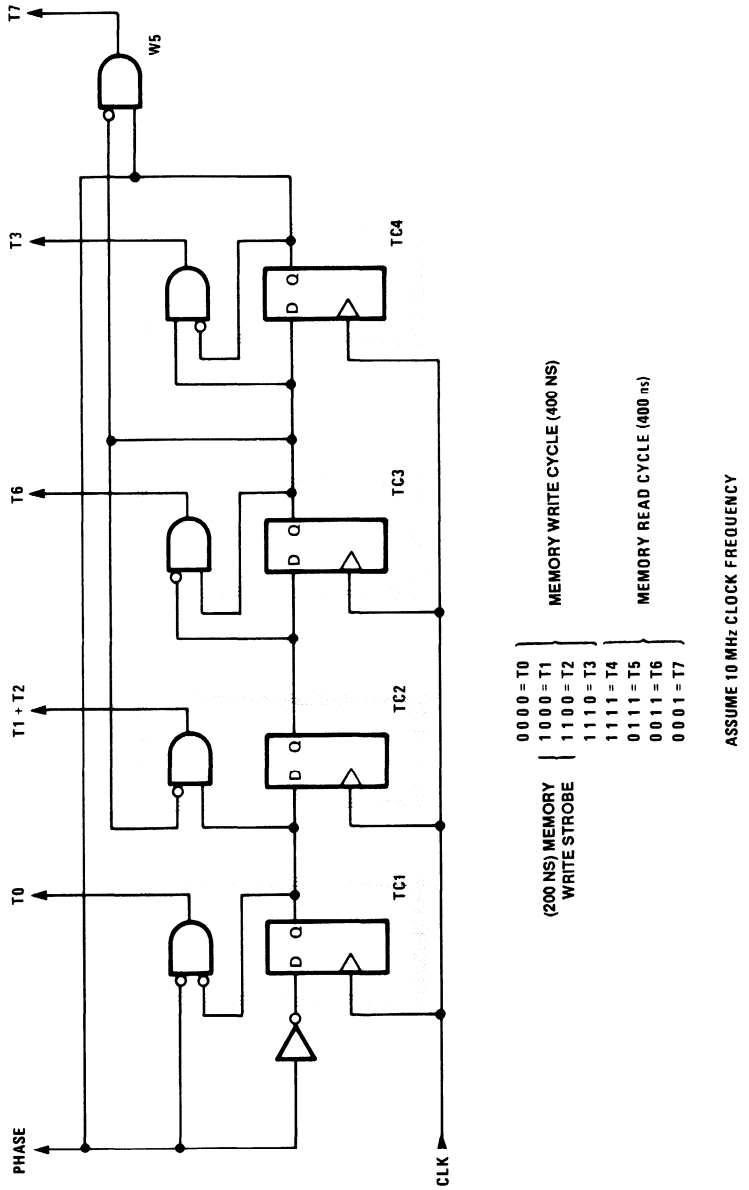 T7
W5
T3
D Q
TC4
T6
D Q
TC3
T1 + T2
D Q
TC2
T0
D Q
TC1
PHASE
CLK
(200 NS) MEMORY
WRITE STROBE
0 0 0 0 = T0
1 0 0 0 = T1
1 1 0 0 = T2
1 1 1 0 = T3
1 1 1 1 = T4
0 1 1 1 = T5
0 0 1 1 = T6
0 0 0 1 = T7
MEMORY WRITE CYCLE (400 NS)
MEMORY READ CYCLE (400 ns)
ASSUME 10 MHz CLOCK FREQUENCY